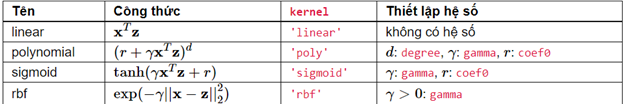 Tên Công thức kernel Thiết lập hệ số
linear x^T z 'linear' không có hệ số
polynomial (r + γx^T z)^d 'poly' d: degree, γ: gamma, r: coef0
sigmoid tanh(γx^T z + r) 'sigmoid' γ: gamma, r: coef0
rbf exp(−γ||x − z||_2^2) 'rbf' γ > 0: gamma